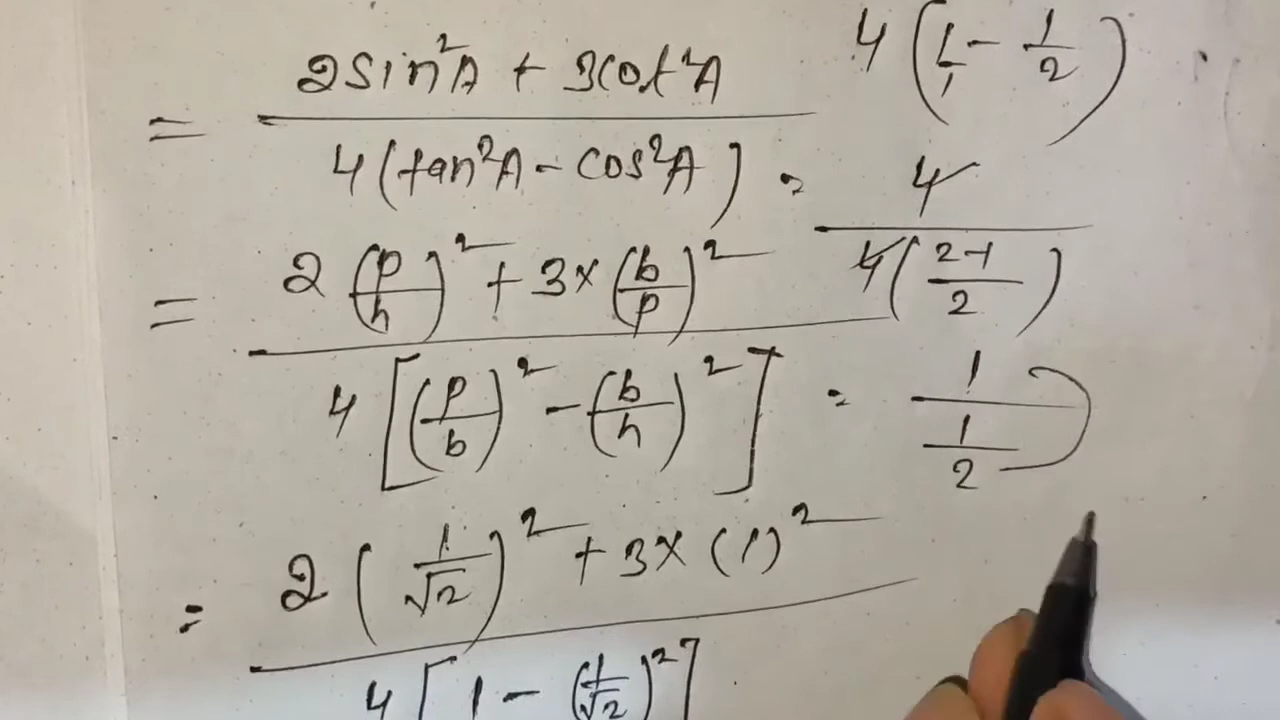 = (2sin²A + 3cot²A) / (4(tan²A - cos²A))
= (2(p/h)² + 3×(b/p)²) / (4[(p/b)² - (b/h)²])
= (2(1/√2)² + 3×(1)²) / (4[1 - (1/√2)²])
4(1/1 - 1/2)
= 4 / (4((2-1)/2))
= 1 / (1/2)